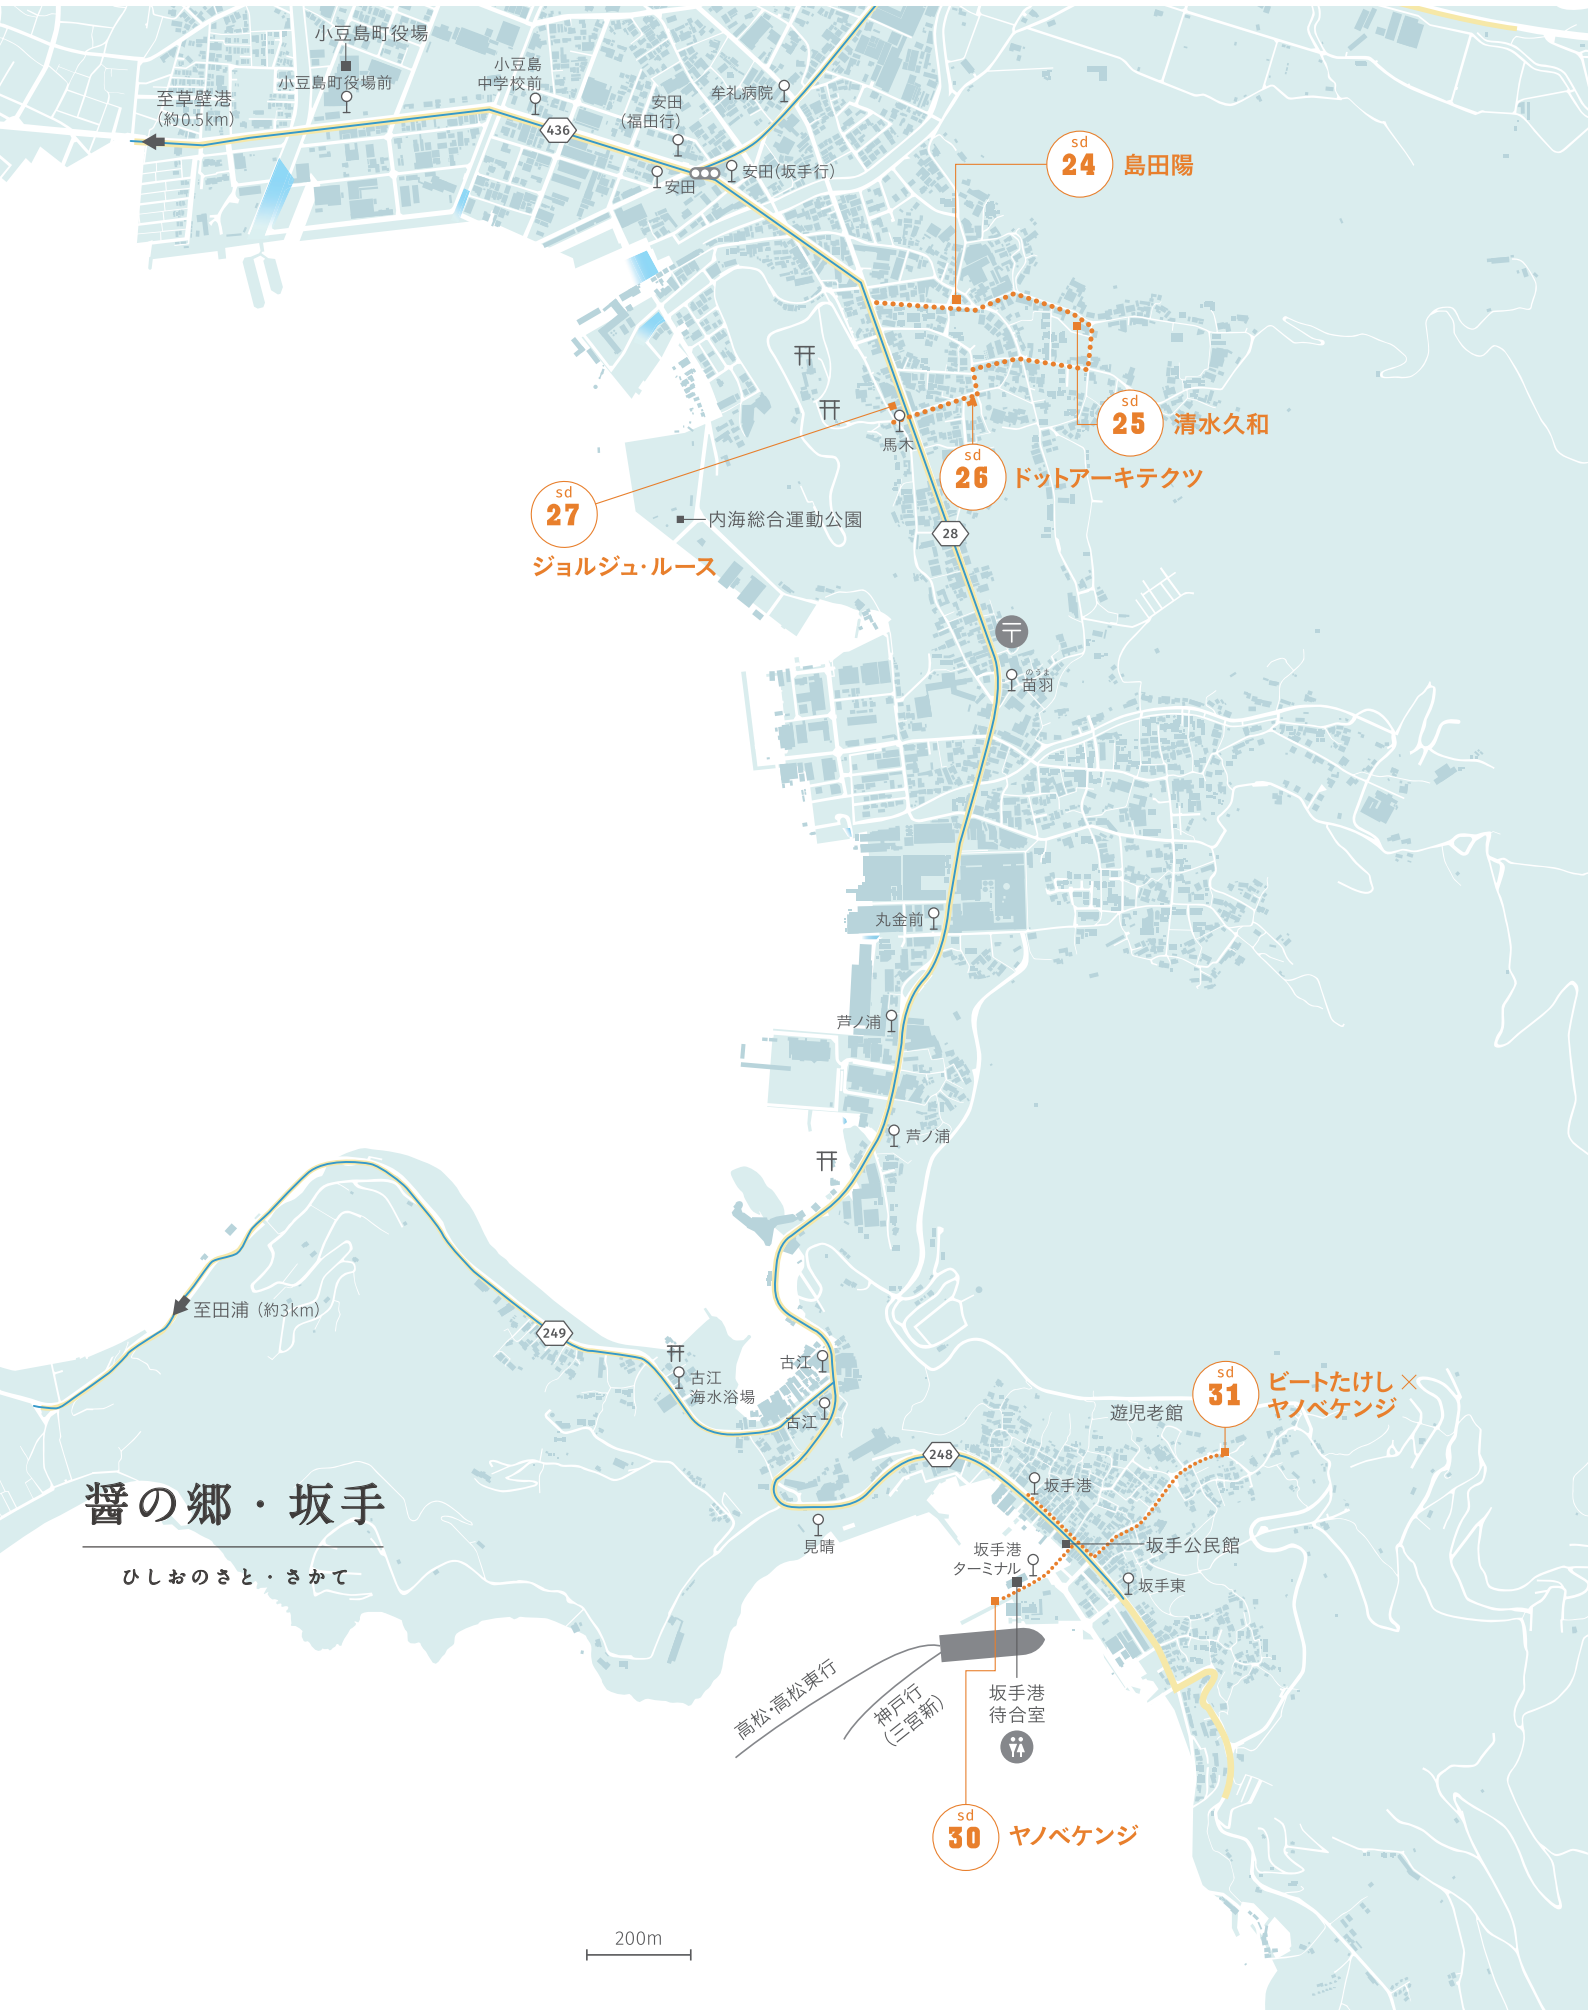 小豆島町役場
小豆島町役場前
至草壁港
(約0.5km)
小豆島
中学校前
436
安田
(福田行)
牟礼病院
安田
安田(坂手行)
sd
24
島田陽
sd
25
清水久和
sd
26
ドットアーキテクツ
馬木
sd
27
ジョルジュ・ルース
内海総合運動公園
28
〒
のうま
苗羽
丸金前
芦ノ浦
芦ノ浦
至田浦(約3km)
249
古江
海水浴場
古江
古江
248
見晴
醤の郷・坂手
ひしおのさと・さかて
sd
31
ビートたけし×
ヤノベケンジ
遊児老館
坂手港
坂手公民館
坂手港
ターミナル
坂手東
高松・高松東行
神戸行
(三宮新)
坂手港
待合室
sd
30
ヤノベケンジ
200m